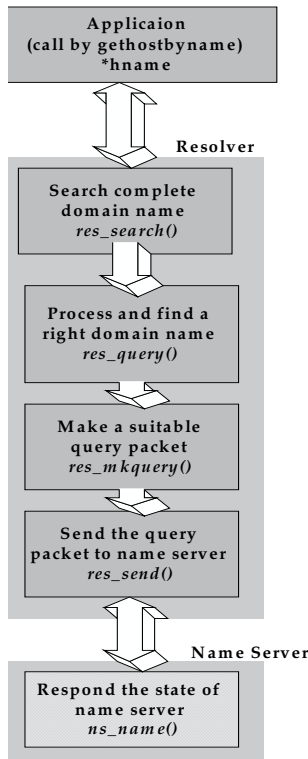 Applicaion
(call by gethostbyname)
*hname
Resolver
Search complete
domain name
res_search()
Process and find a
right domain name
res_query()
Make a suitable
query packet
res_mkquery()
Send the query
packet to name server
res_send()
Name Server
Respond the state of
name server
ns_name()